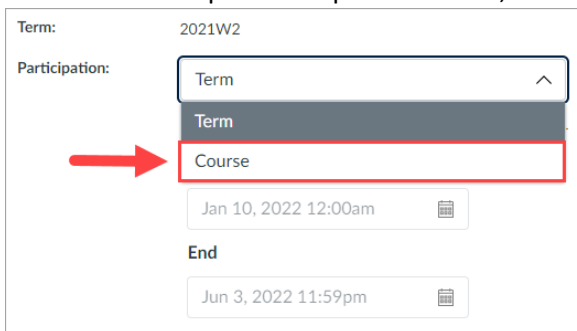 Term: 2021W2
Participation: Term
Term
Course
Jan 10, 2022 12:00am
End
Jun 3, 2022 11:59pm